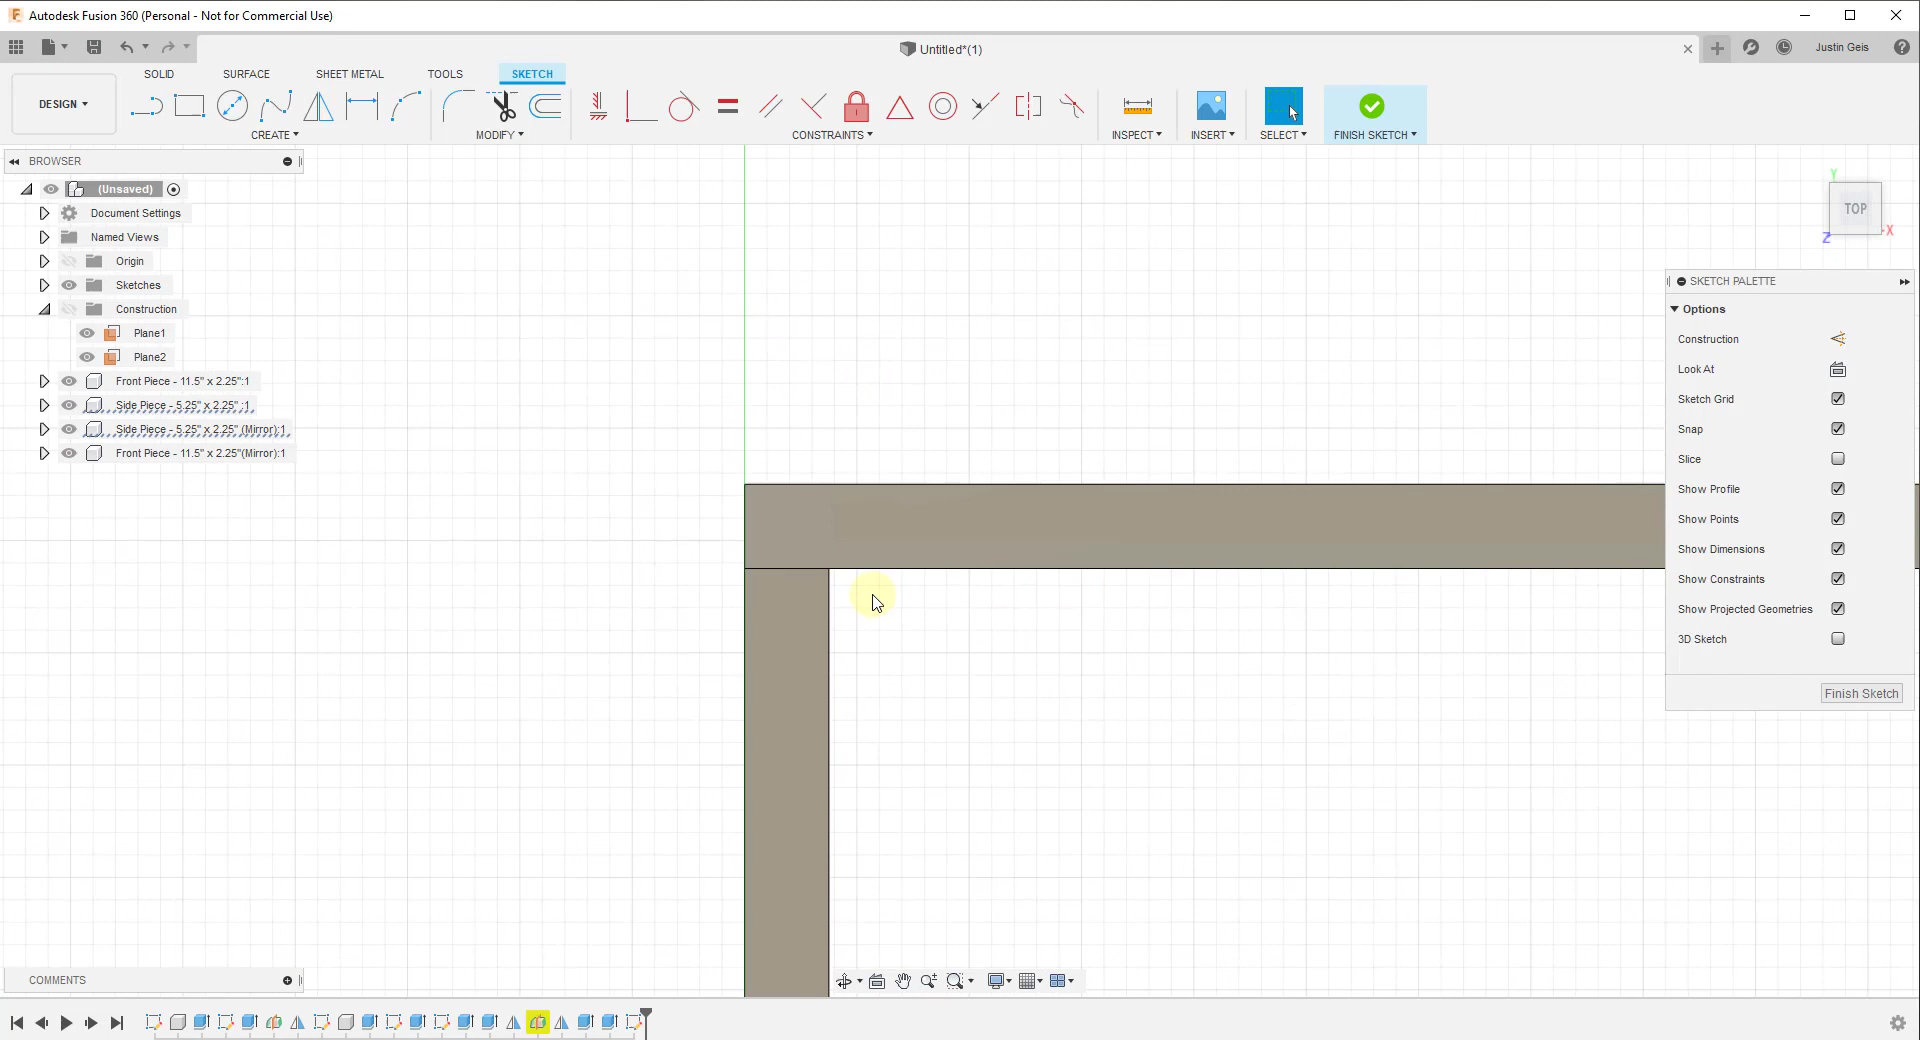 Autodesk Fusion 360 (Personal - Not for Commercial Use)
Untitled*(1)
Justin Geis
DESIGN
SOLID SURFACE SHEET METAL TOOLS SKETCH
CREATE MODIFY CONSTRAINTS INSPECT INSERT SELECT FINISH SKETCH
BROWSER
(Unsaved)
Document Settings
Named Views
Origin
Sketches
Construction
Plane1
Plane2
Front Piece - 11.5" x 2.25":1
Side Piece - 5.25" x 2.25" :1
Side Piece - 5.25" x 2.25" (Mirror):1
Front Piece - 11.5" x 2.25"(Mirror):1
Y
TOP
X
Z
SKETCH PALETTE
Options
Construction
Look At
Sketch Grid
Snap
Slice
Show Profile
Show Points
Show Dimensions
Show Constraints
Show Projected Geometries
3D Sketch
Finish Sketch
COMMENTS